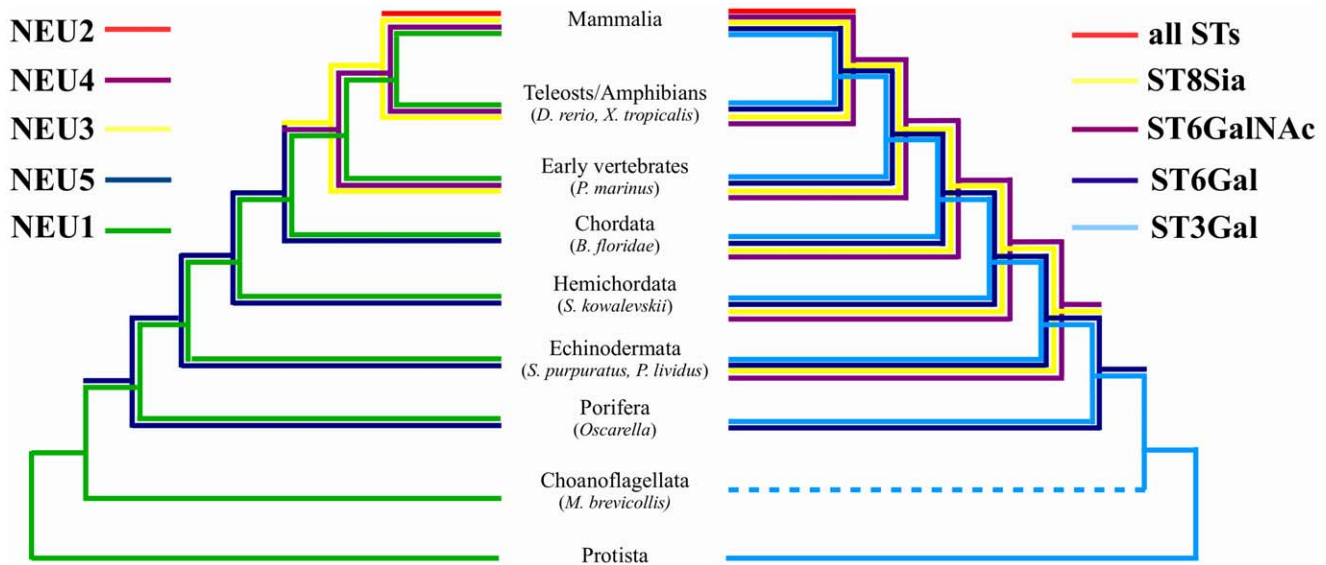 NEU2
NEU4
NEU3
NEU5
NEU1
Mammalia
Teleosts/Amphibians
(D. rerio, X. tropicalis)
Early vertebrates
(P. marinus)
Chordata
(B. floridae)
Hemichordata
(S. kowalevskii)
Echinodermata
(S. purpuratus, P. lividus)
Porifera
(Oscarella)
Choanoflagellata
(M. brevicollis)
Protista
all STs
ST8Sia
ST6GalNAc
ST6Gal
ST3Gal